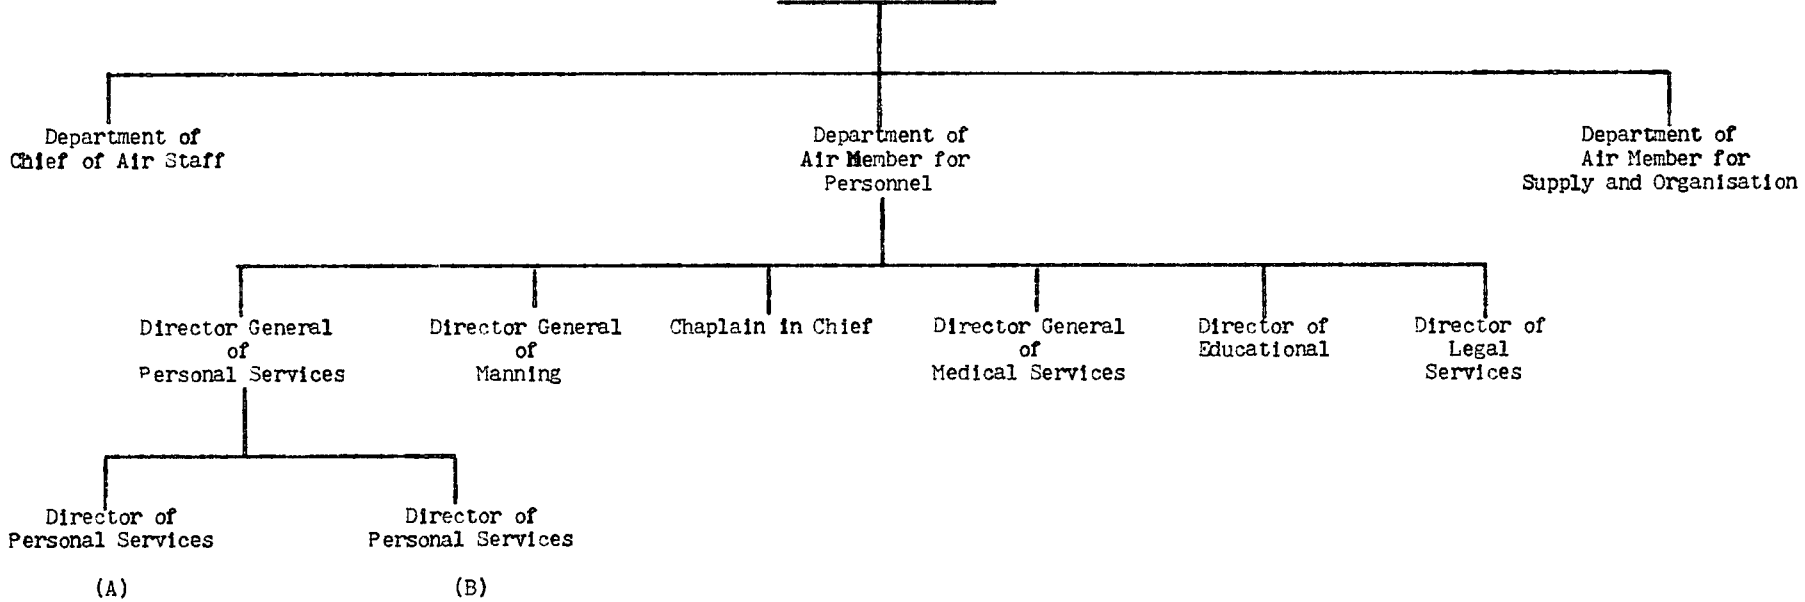 Department of
Chief of Air Staff
Department of
Air Member for
Personnel
Department of
Air Member for
Supply and Organisation
Director General
of
Personal Services
Director General
of
Manning
Chaplain in Chief
Director General
of
Medical Services
Director of
Educational
Director of
Legal
Services
Director of
Personal Services
(A)
Director of
Personal Services
(B)